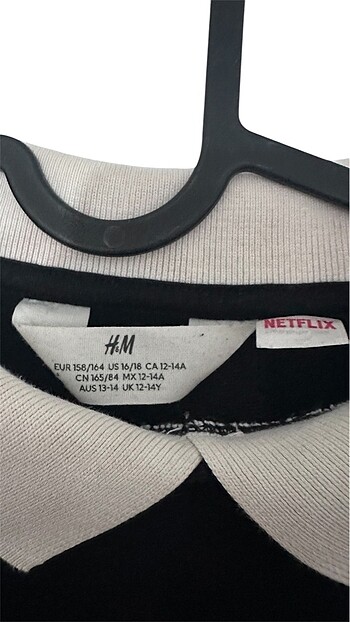 H&M
EUR 158/164 US 16/18 CA 12-14A
CN 165/84 MX 12-14A
AUS 13-14 UK 12-14Y
NETFLIX